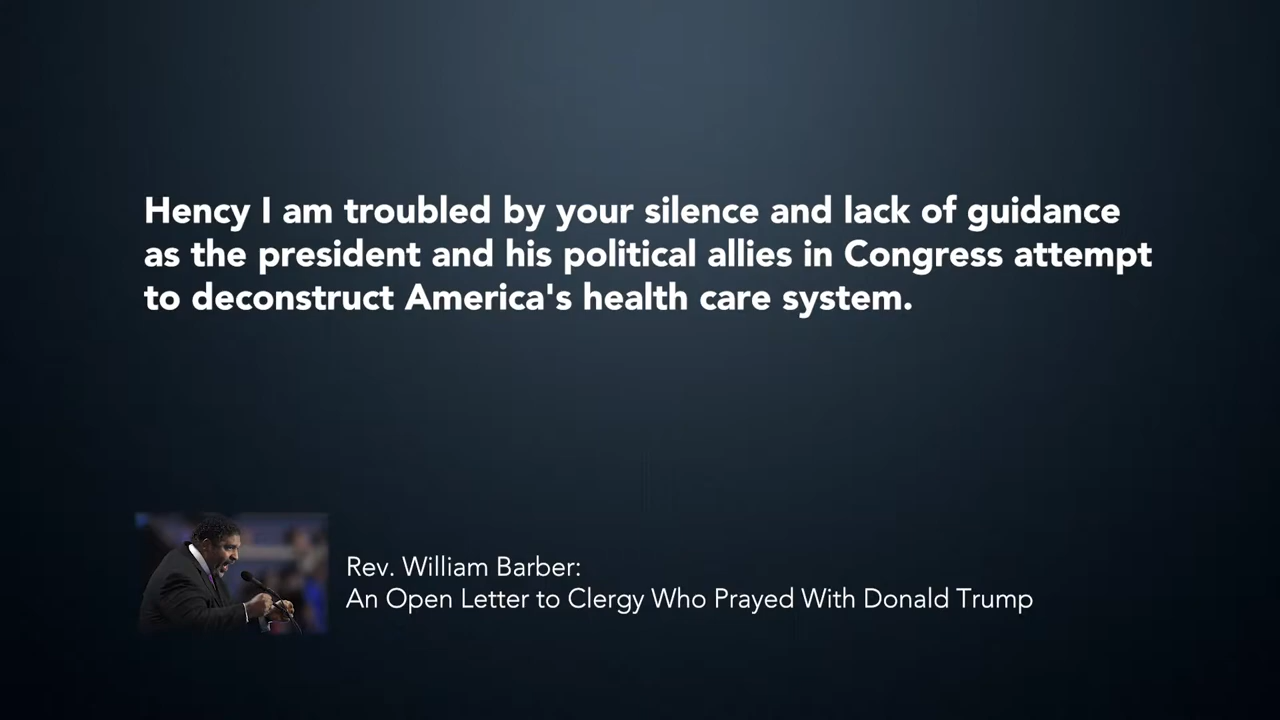 Hency I am troubled by your silence and lack of guidance
as the president and his political allies in Congress attempt
to deconstruct America's health care system.
Rev. William Barber:
An Open Letter to Clergy Who Prayed With Donald Trump